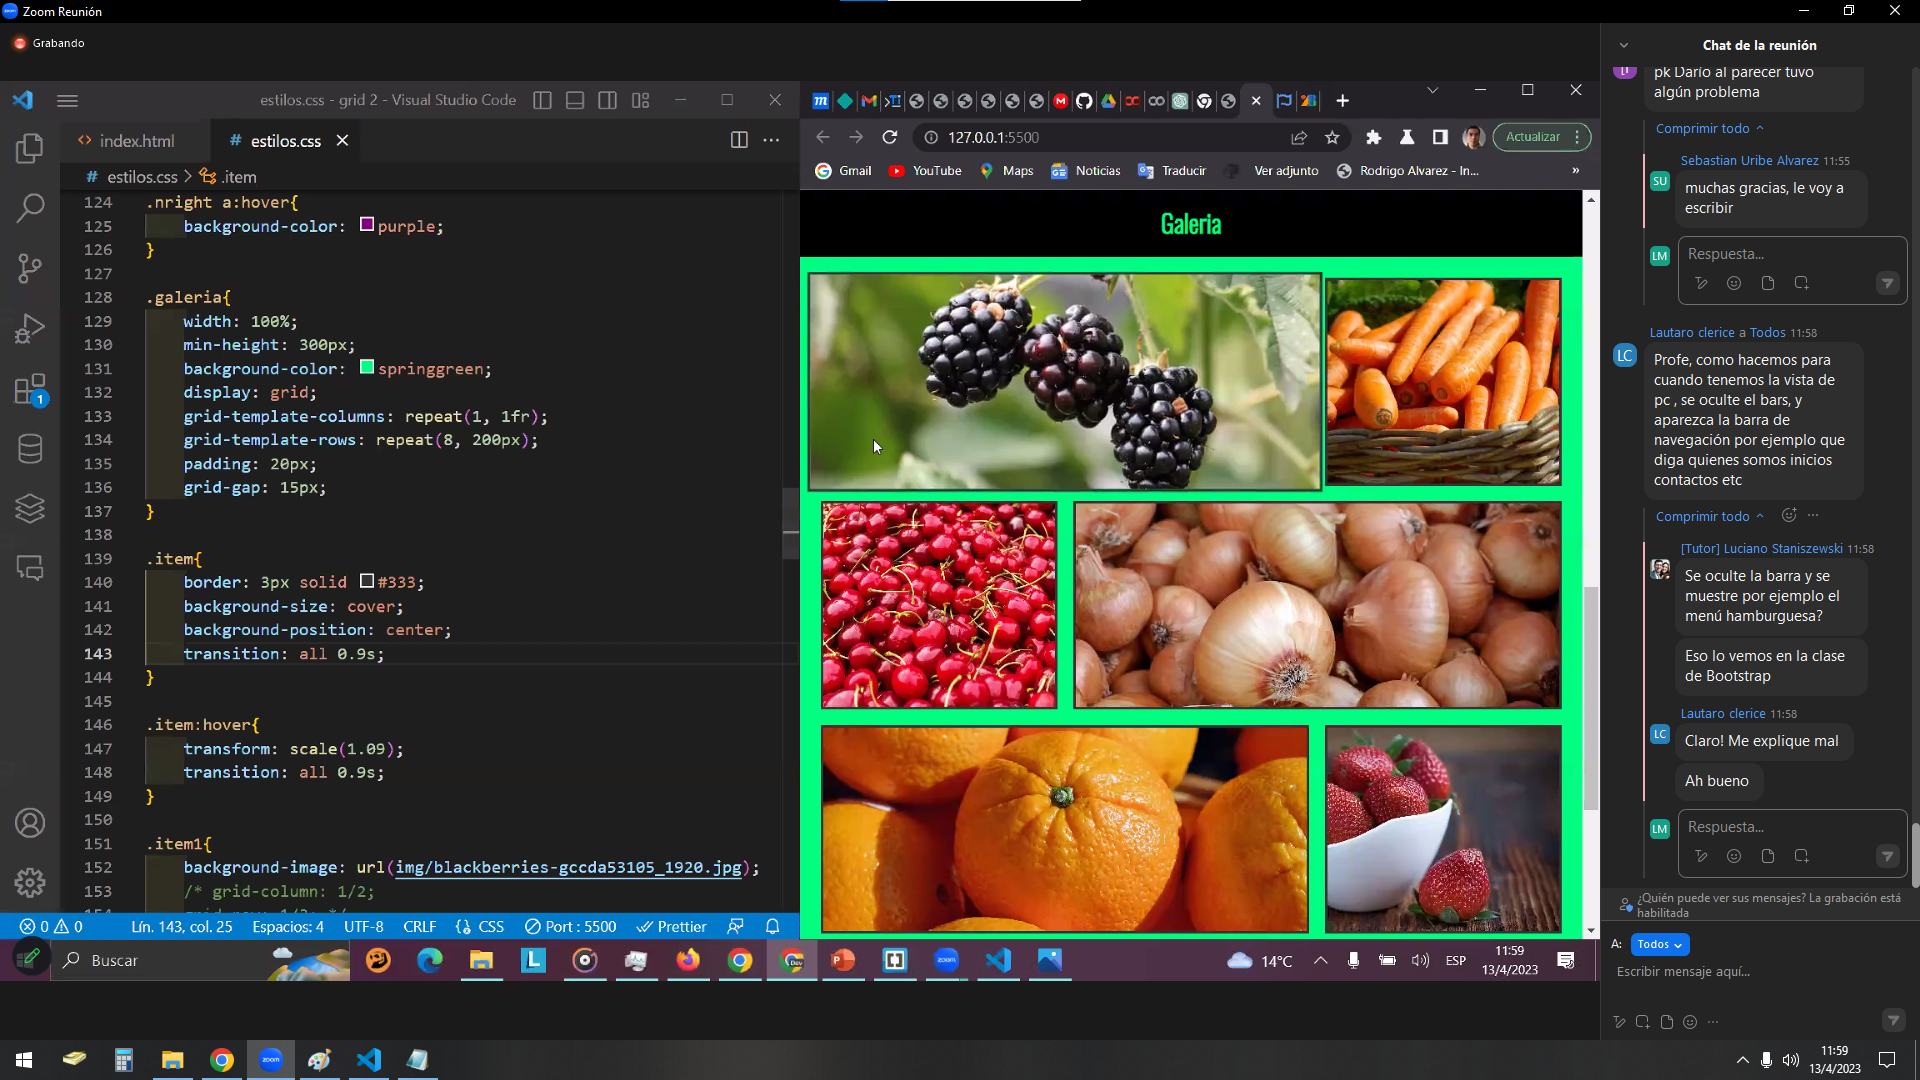 Zoom Reunión
Grabando
estilos.css - grid 2 - Visual Studio Code
index.html
# estilos.css
# estilos.css > .item
124 .nright a:hover{
125 background-color: purple;
126 }
127
128 .galeria{
129 width: 100%;
130 min-height: 300px;
131 background-color: springgreen;
132 display: grid;
133 grid-template-columns: repeat(1, 1fr);
134 grid-template-rows: repeat(8, 200px);
135 padding: 20px;
136 grid-gap: 15px;
137 }
138
139 .item{
140 border: 3px solid #333;
141 background-size: cover;
142 background-position: center;
143 transition: all 0.9s;
144 }
145
146 .item:hover{
147 transform: scale(1.09);
148 transition: all 0.9s;
149 }
150
151 .item1{
152 background-image: url(img/blackberries-gccda53105_1920.jpg);
153 /* grid-column: 1/2;
1
0 0 Lín. 143, col. 25 Espacios: 4 UTF-8 CRLF {} CSS Port : 5500 Prettier
127.0.0.1:5500
Actualizar
Gmail YouTube Maps Noticias Traducir Ver adjunto Rodrigo Alvarez - In... »
Galeria
Buscar
14°C
ESP
11:59
13/4/2023
Chat de la reunión
pk Darío al parecer tuvo
algún problema
Comprimir todo
Sebastian Uribe Alvarez 11:55
SU
muchas gracias, le voy a
escribir
LM
Respuesta...
Lautaro clerice a Todos 11:58
LC
Profe, como hacemos para
cuando tenemos la vista de
pc , se oculte el bars, y
aparezca la barra de
navegación por ejemplo que
diga quienes somos inicios
contactos etc
Comprimir todo
[Tutor] Luciano Staniszewski 11:58
Se oculte la barra y se
muestre por ejemplo el
menú hamburguesa?
Eso lo vemos en la clase
de Bootstrap
Lautaro clerice 11:58
LC
Claro! Me explique mal
Ah bueno
LM
Respuesta...
¿Quién puede ver sus mensajes? La grabación está
habilitada
A: Todos
Escribir mensaje aquí...
zoom
11:59
13/4/2023